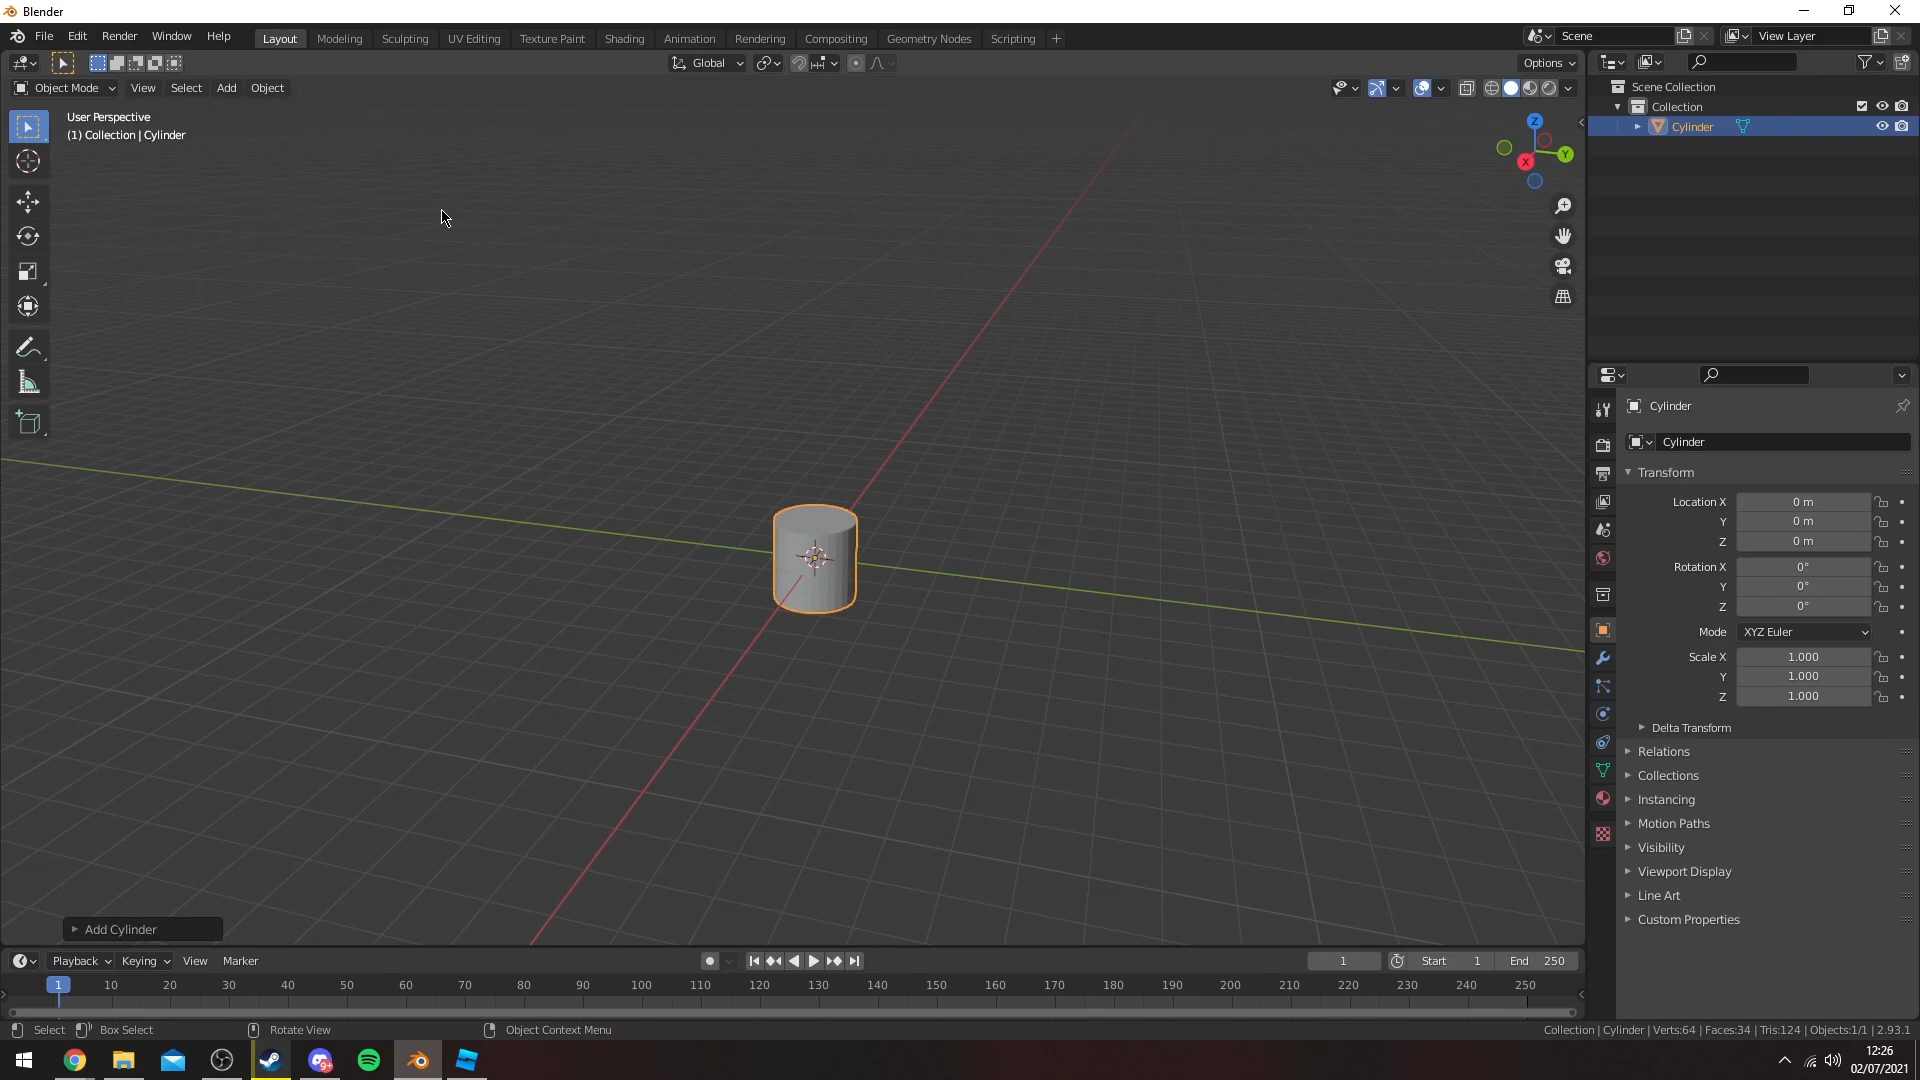 Blender
File Edit Render Window Help Layout Modeling Sculpting UV Editing Texture Paint Shading Animation Rendering Compositing Geometry Nodes Scripting Scene View Layer
Global Options
Object Mode View Select Add Object
Scene Collection
Collection
Cylinder
User Perspective
(1) Collection | Cylinder
Z
Y
X
Cylinder
Cylinder
Transform
Location X 0 m
Y 0 m
Z 0 m
Rotation X 0°
Y 0°
Z 0°
Mode XYZ Euler
Scale X 1.000
Y 1.000
Z 1.000
Delta Transform
Relations
Collections
Instancing
Motion Paths
Visibility
Viewport Display
Line Art
Custom Properties
Add Cylinder
Playback Keying View Marker 1 Start 1 End 250
1 10 20 30 40 50 60 70 80 90 100 110 120 130 140 150 160 170 180 190 200 210 220 230 240 250
Select Box Select Rotate View Object Context Menu Collection | Cylinder | Verts:64 | Faces:34 | Tris:124 | Objects:1/1 | 2.93.1
9+
12:26
02/07/2021